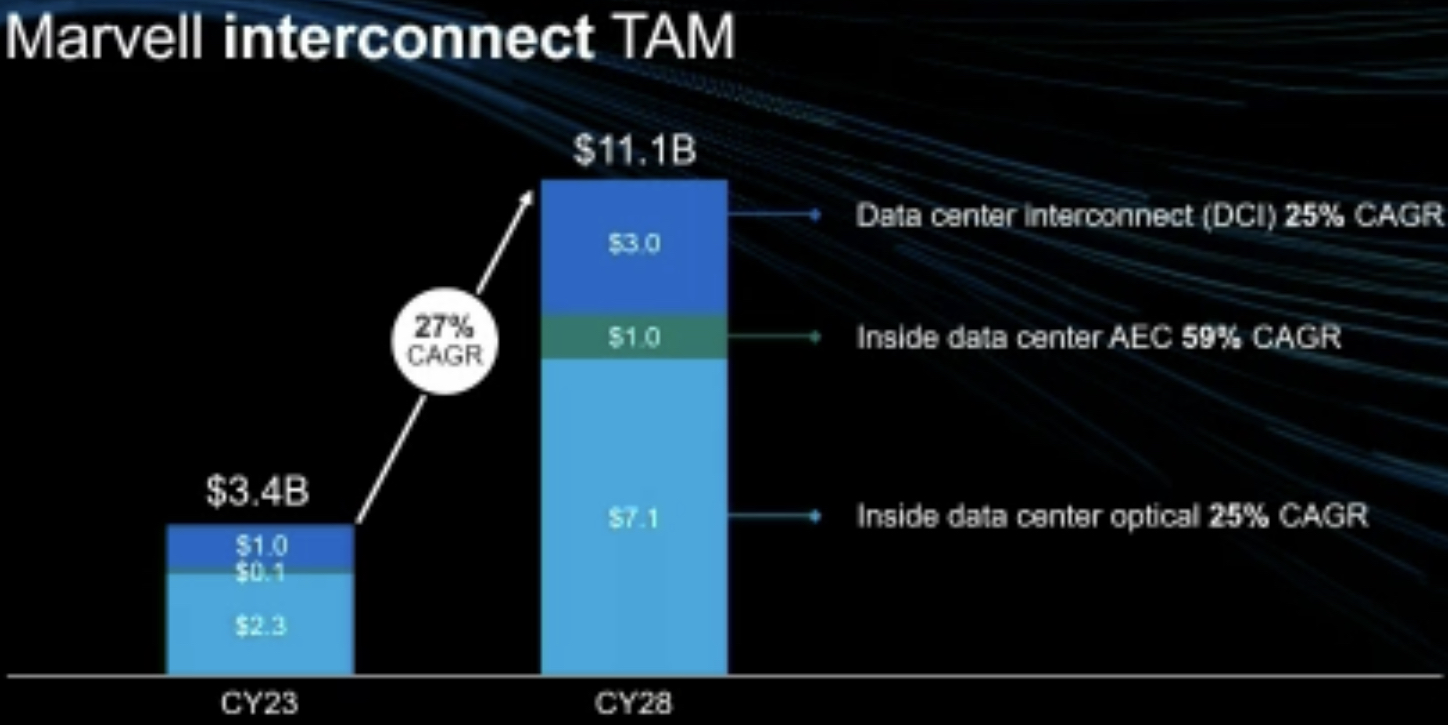 Marvell interconnect TAM
$11.1B
$3.0
Data center interconnect (DCI) 25% CAGR
27%
CAGR
$1.0
Inside data center AEC 59% CAGR
$3.4B
$1.0
$0.1
$2.3
$7.1
Inside data center optical 25% CAGR
CY23
CY28